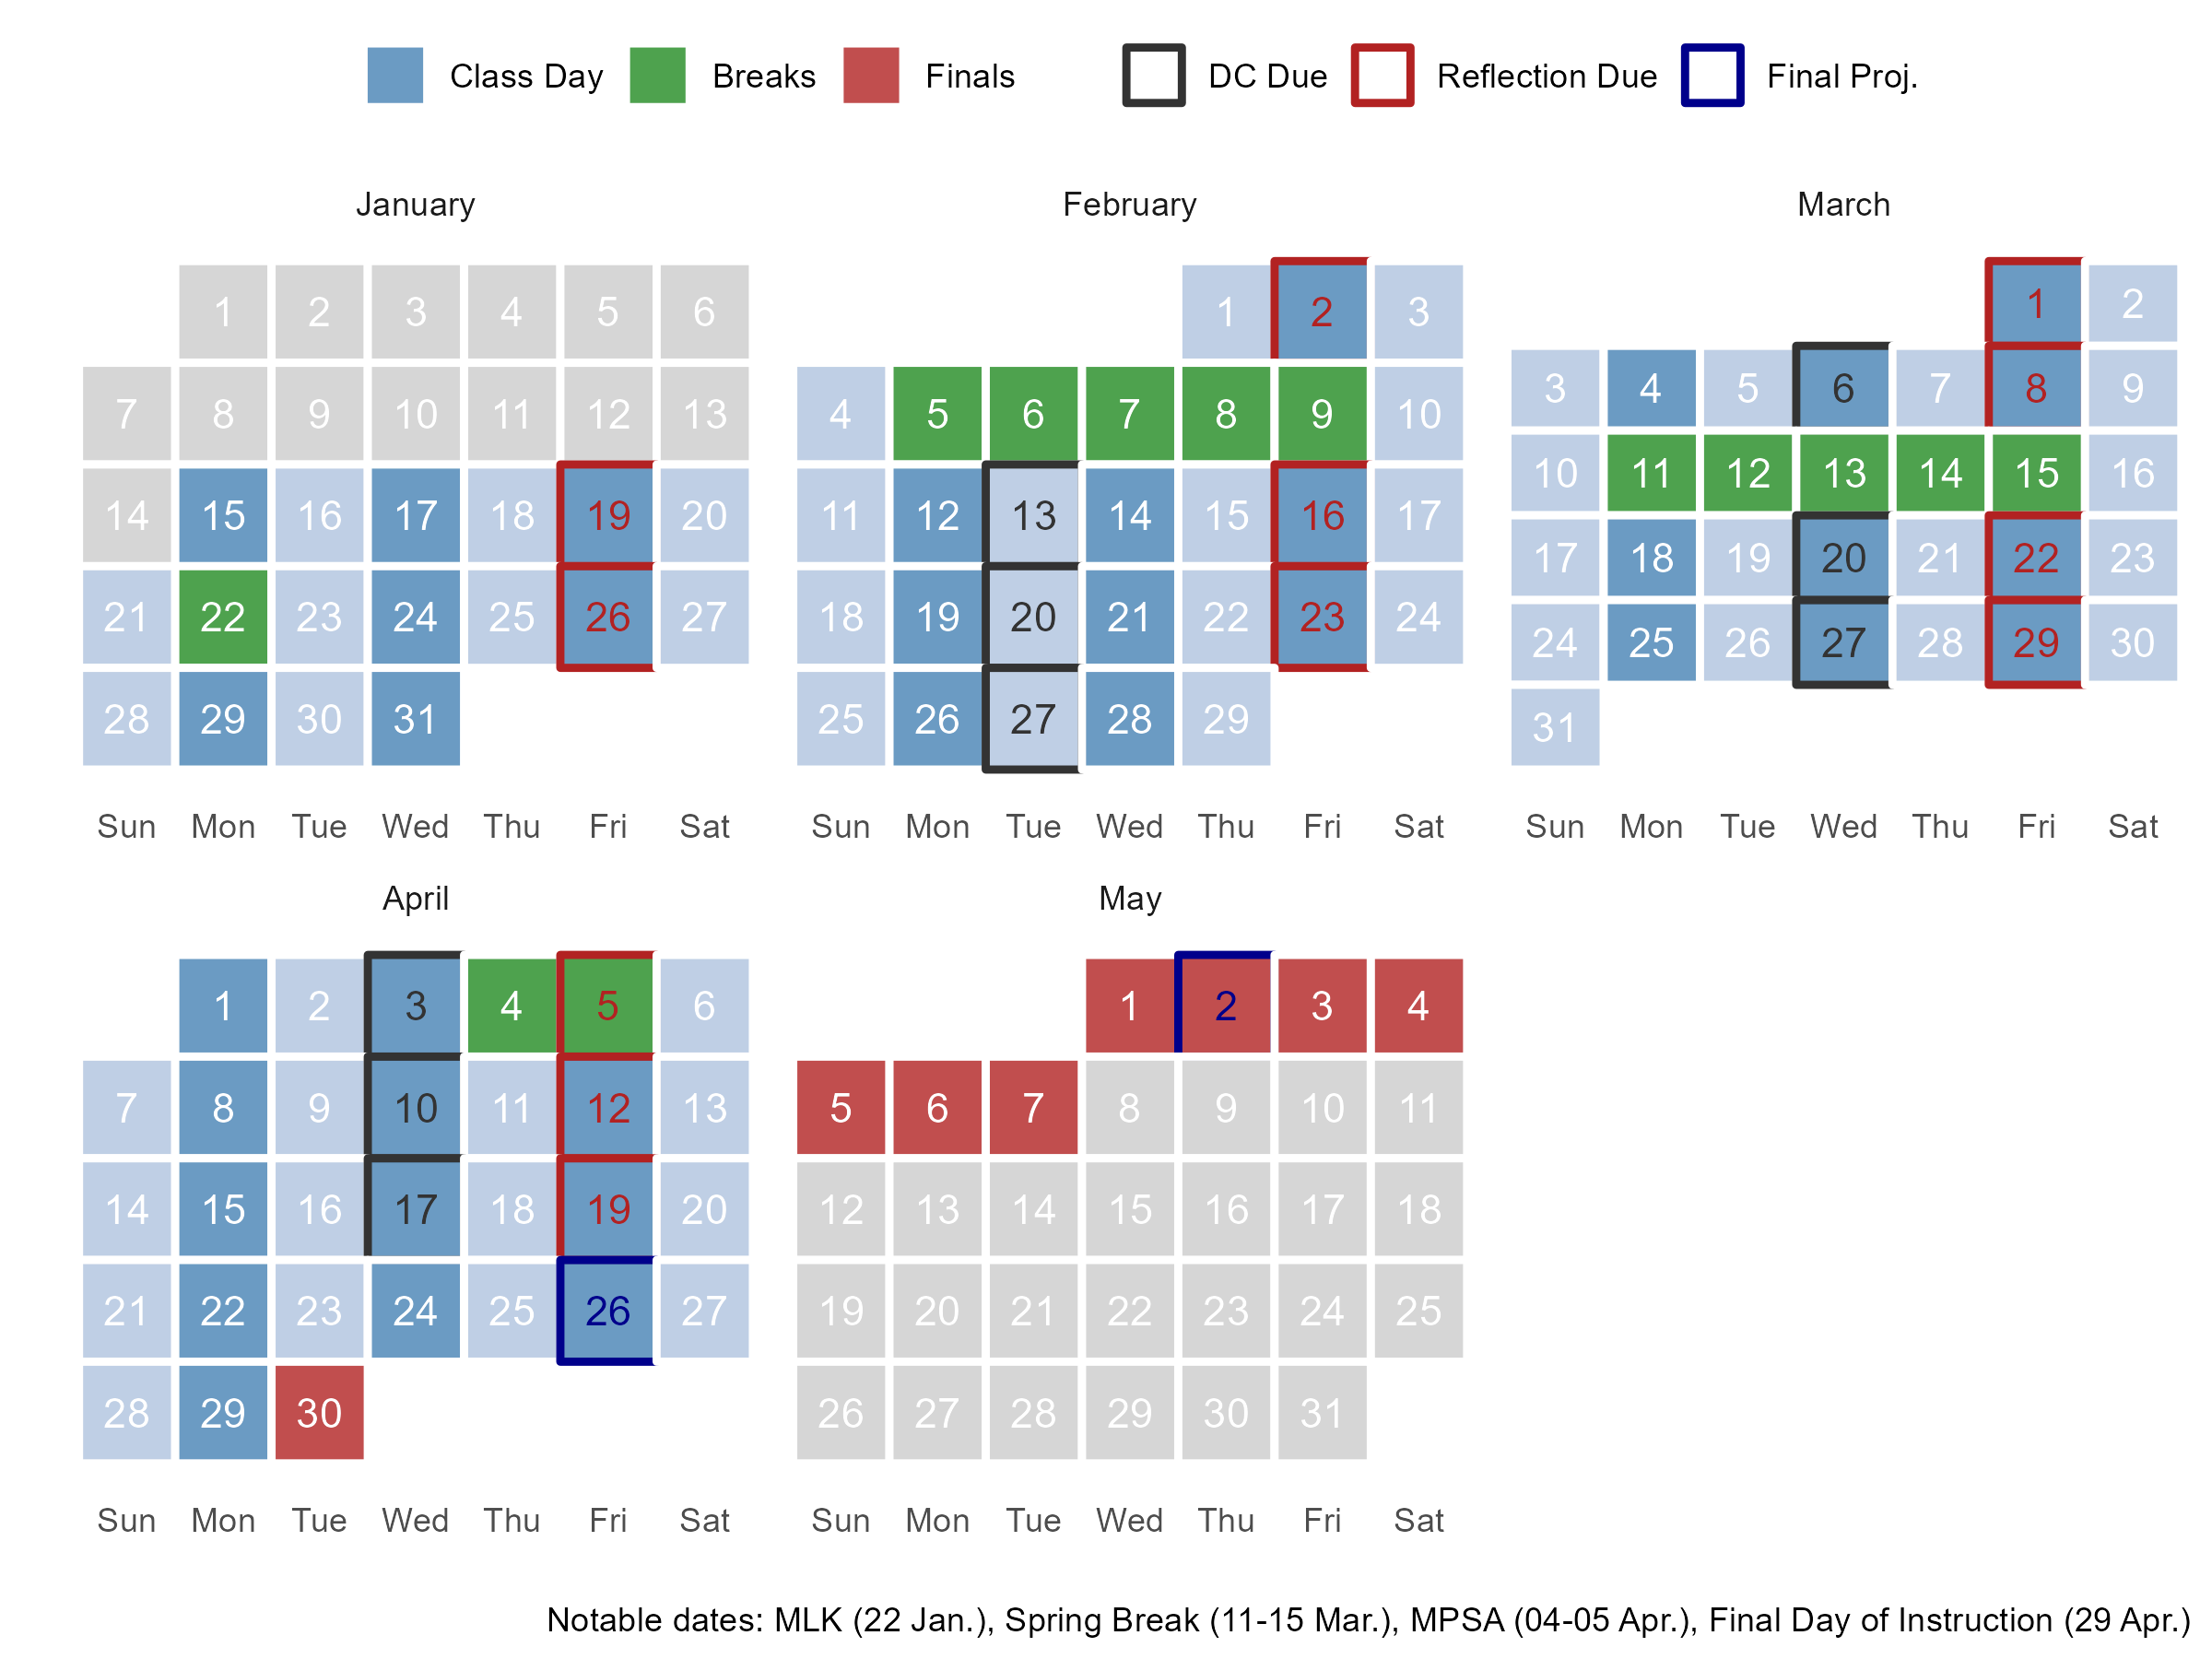 Class Day Breaks Finals DC Due Reflection Due Final Proj.
January
1 2 3 4 5 6
7 8 9 10 11 12 13
14 15 16 17 18 19 20
21 22 23 24 25 26 27
28 29 30 31
Sun Mon Tue Wed Thu Fri Sat
February
1 2 3
4 5 6 7 8 9 10
11 12 13 14 15 16 17
18 19 20 21 22 23 24
25 26 27 28 29
Sun Mon Tue Wed Thu Fri Sat
March
1 2
3 4 5 6 7 8 9
10 11 12 13 14 15 16
17 18 19 20 21 22 23
24 25 26 27 28 29 30
31
Sun Mon Tue Wed Thu Fri Sat
April
1 2 3 4 5 6
7 8 9 10 11 12 13
14 15 16 17 18 19 20
21 22 23 24 25 26 27
28 29 30
Sun Mon Tue Wed Thu Fri Sat
May
1 2 3 4
5 6 7 8 9 10 11
12 13 14 15 16 17 18
19 20 21 22 23 24 25
26 27 28 29 30 31
Sun Mon Tue Wed Thu Fri Sat
Notable dates: MLK (22 Jan.), Spring Break (11-15 Mar.), MPSA (04-05 Apr.), Final Day of Instruction (29 Apr.)